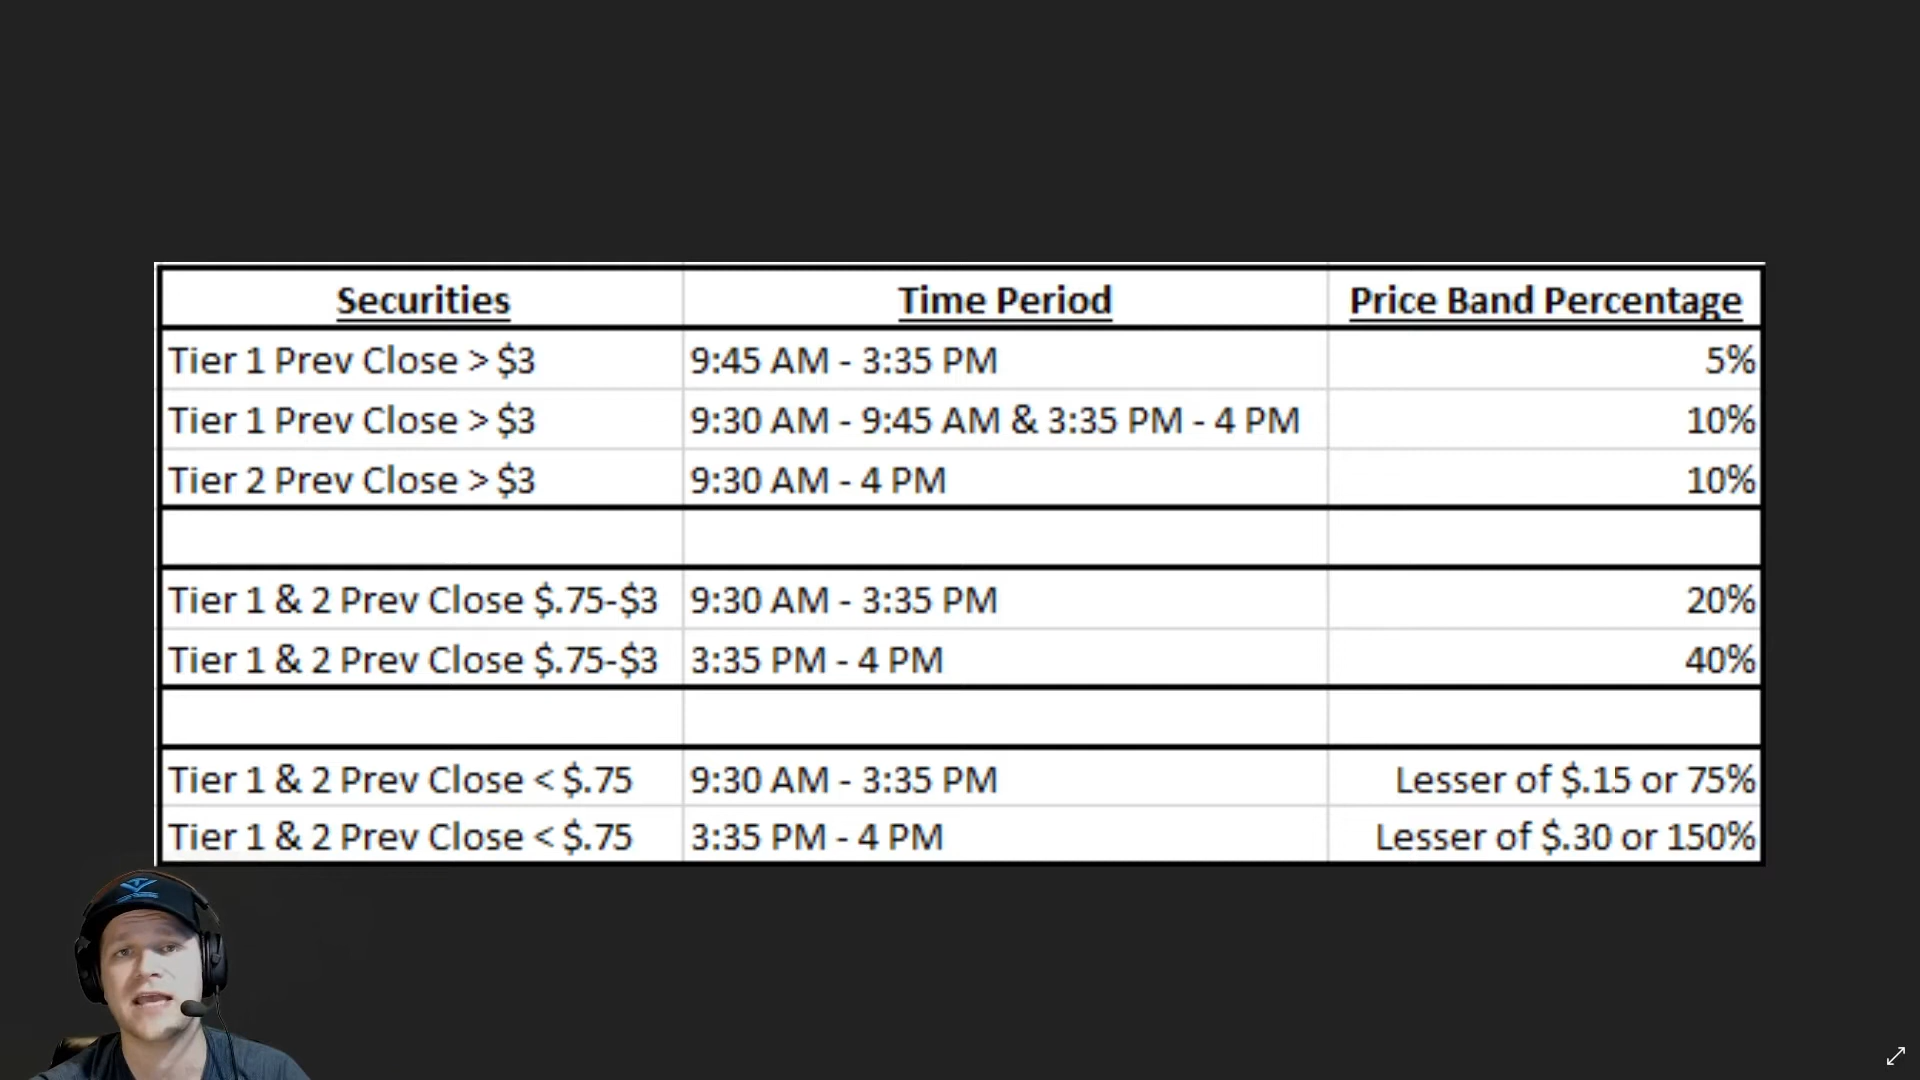 Securities Time Period Price Band Percentage
Tier 1 Prev Close > $3 9:45 AM - 3:35 PM 5%
Tier 1 Prev Close > $3 9:30 AM - 9:45 AM & 3:35 PM - 4 PM 10%
Tier 2 Prev Close > $3 9:30 AM - 4 PM 10%
Tier 1 & 2 Prev Close $.75-$3 9:30 AM - 3:35 PM 20%
Tier 1 & 2 Prev Close $.75-$3 3:35 PM - 4 PM 40%
Tier 1 & 2 Prev Close < $.75 9:30 AM - 3:35 PM Lesser of $.15 or 75%
Tier 1 & 2 Prev Close < $.75 3:35 PM - 4 PM Lesser of $.30 or 150%